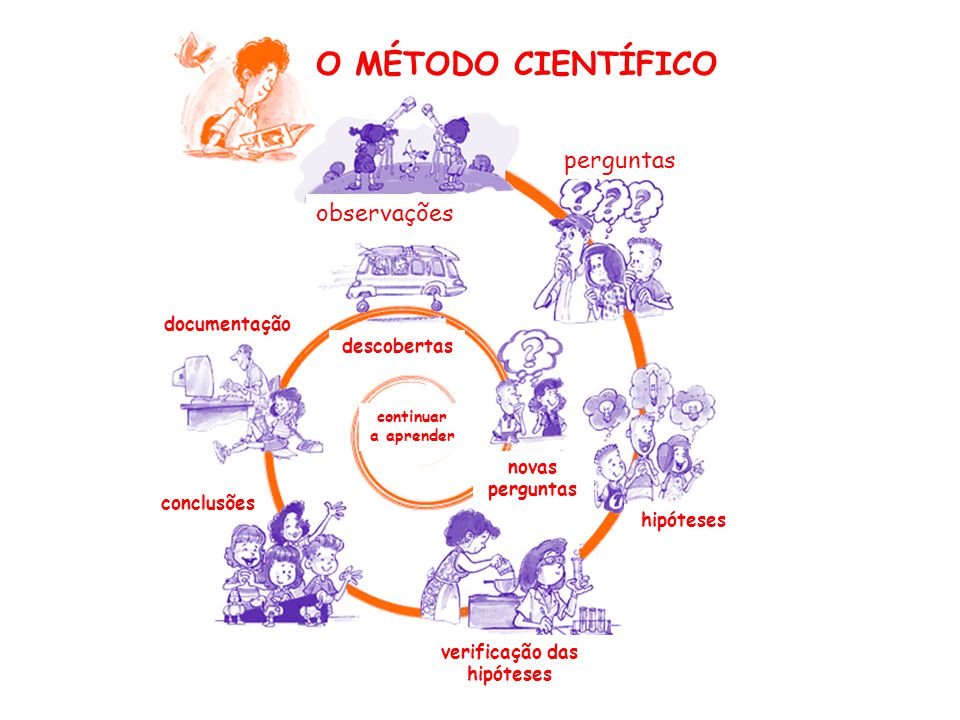 O MÉTODO CIENTÍFICO
perguntas
observações
documentação
descobertas
continuar
a aprender
novas
perguntas
conclusões
hipóteses
verificação das
hipóteses